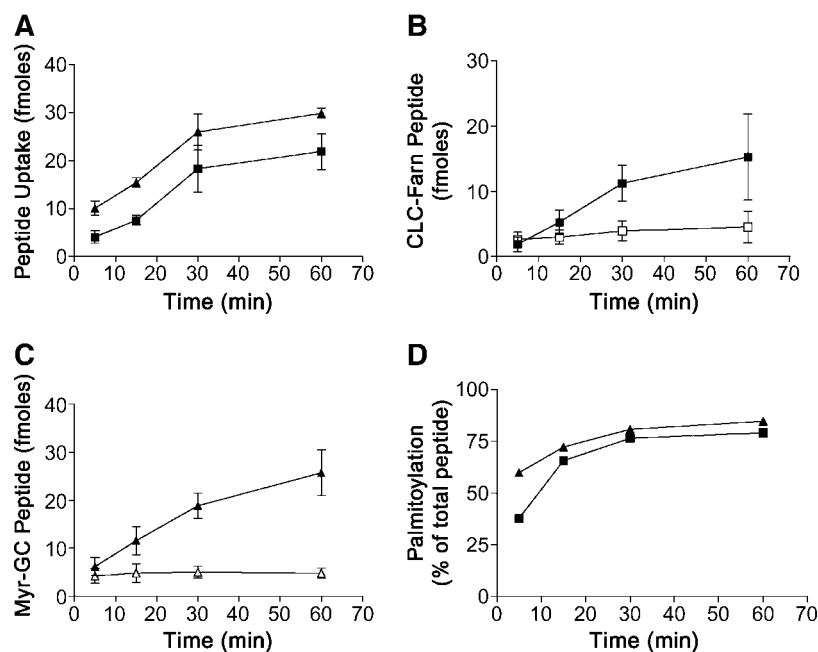 A
Peptide Uptake (fmoles)
40
30
20
10
0
0 10 20 30 40 50 60 70
Time (min)
B
CLC-Farn Peptide
(fmoles)
30
20
10
0
0 10 20 30 40 50 60 70
Time (min)
C
Myr-GC Peptide (fmoles)
40
30
20
10
0
0 10 20 30 40 50 60 70
Time (min)
D
Palmitoylation
(% of total peptide)
100
75
50
25
0
0 10 20 30 40 50 60 70
Time (min)